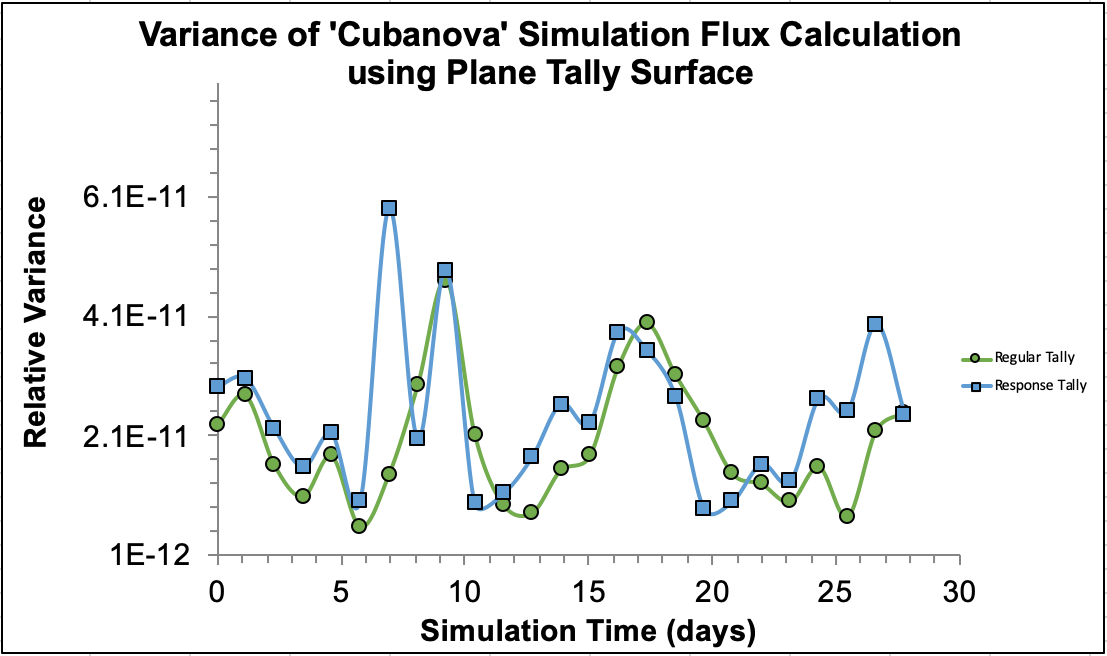 Variance of 'Cubanova' Simulation Flux Calculation
using Plane Tally Surface
Relative Variance
6.1E-11
4.1E-11
2.1E-11
1E-12
0 5 10 15 20 25 30
Simulation Time (days)
Regular Tally
Response Tally